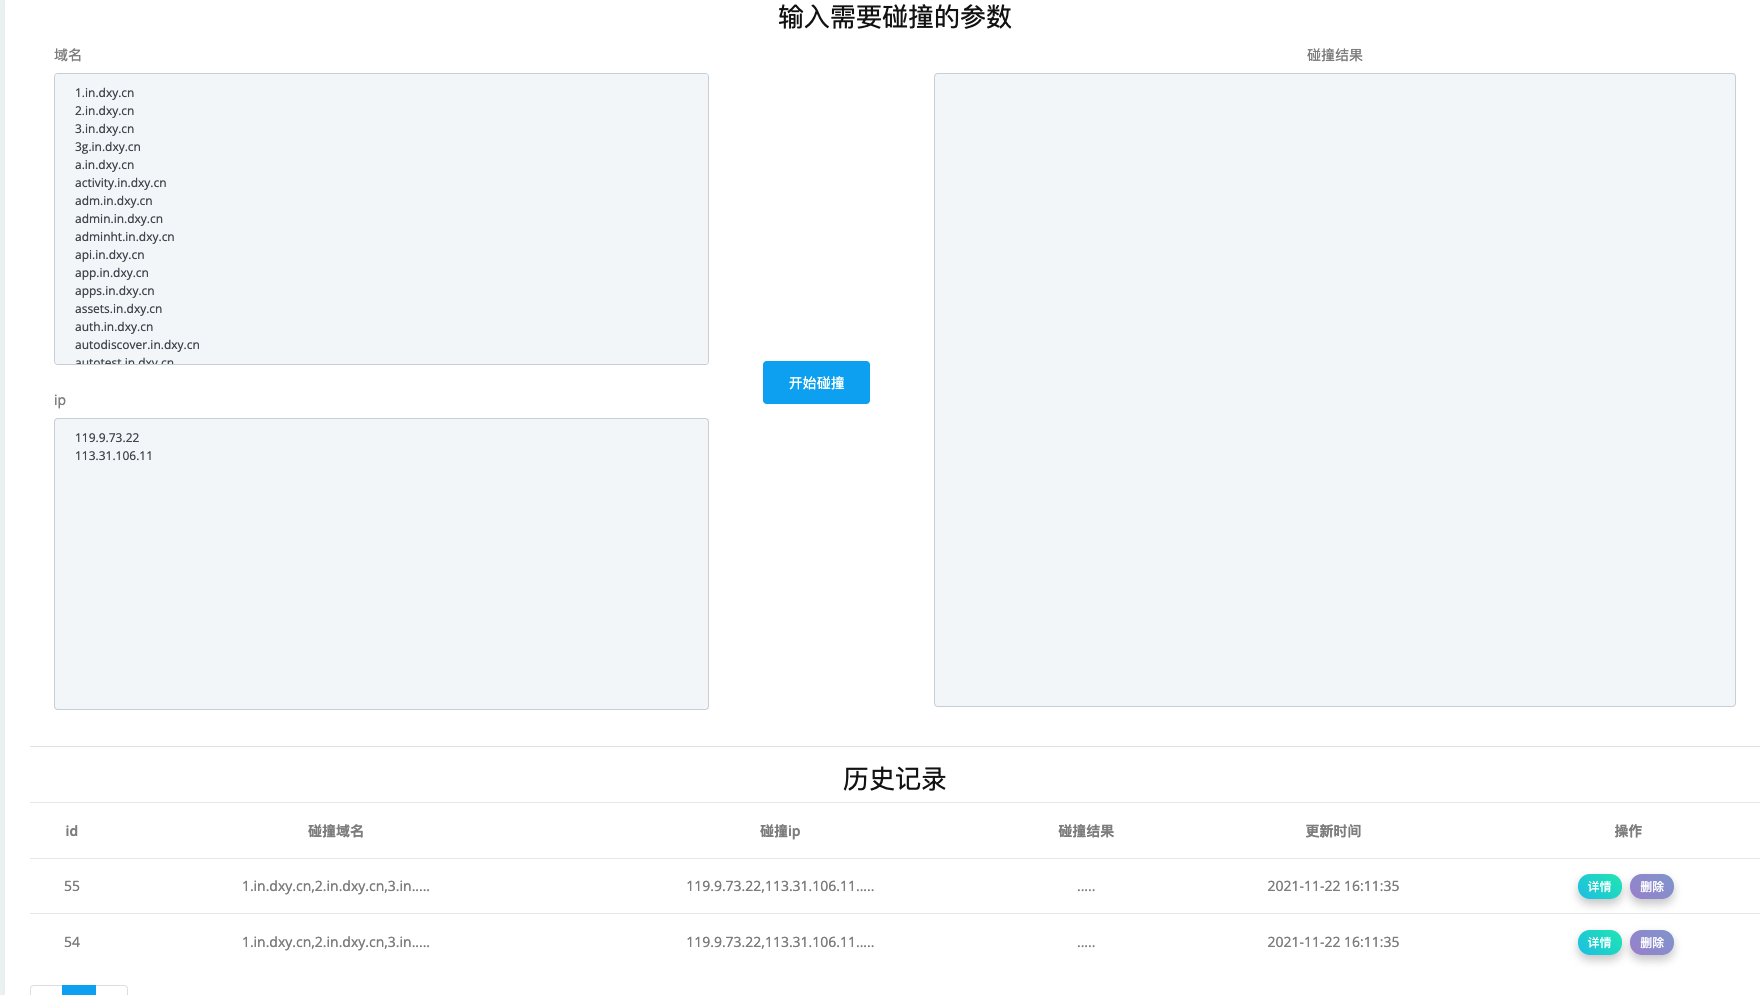 输入需要碰撞的参数
域名
1.in.dxy.cn
2.in.dxy.cn
3.in.dxy.cn
3g.in.dxy.cn
a.in.dxy.cn
activity.in.dxy.cn
adm.in.dxy.cn
admin.in.dxy.cn
adminht.in.dxy.cn
api.in.dxy.cn
app.in.dxy.cn
apps.in.dxy.cn
assets.in.dxy.cn
auth.in.dxy.cn
autodiscover.in.dxy.cn
autotest.in.dxy.cn
ip
119.9.73.22
113.31.106.11
开始碰撞
碰撞结果
历史记录
id 碰撞域名 碰撞ip 碰撞结果 更新时间 操作
55 1.in.dxy.cn,2.in.dxy.cn,3.in..... 119.9.73.22,113.31.106.11..... ..... 2021-11-22 16:11:35 详情 删除
54 1.in.dxy.cn,2.in.dxy.cn,3.in..... 119.9.73.22,113.31.106.11..... ..... 2021-11-22 16:11:35 详情 删除